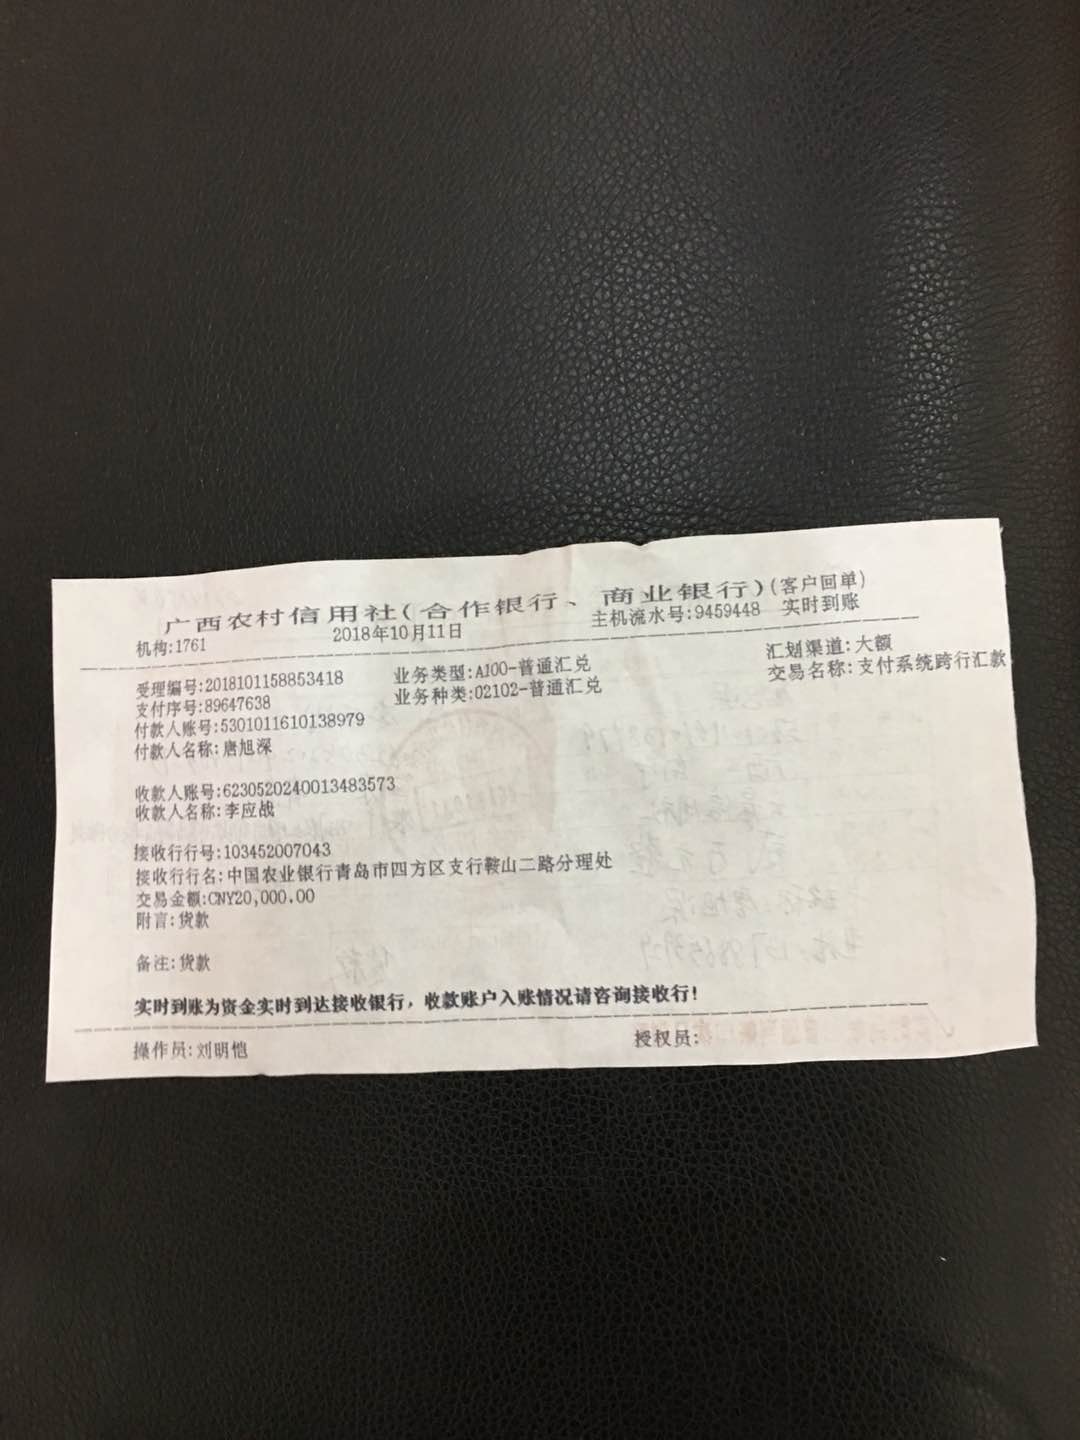 广西农村信用社(合作银行、商业银行)(客户回单)
机构:1761 2018年10月11日 主机流水号:9459448 实时到账
受理编号:2018101158853418 业务类型:A100-普通汇兑 汇划渠道:大额
支付序号:89647638 业务种类:02102-普通汇兑 交易名称:支付系统跨行汇款
付款人账号:5301011610138979
付款人名称:唐旭深
收款人账号:6230520240013483573
收款人名称:李应战
接收行行号:103452007043
接收行行名:中国农业银行青岛市四方区支行鞍山二路分理处
交易金额:CNY20,000.00
附言:货款
备注:货款
实时到账为资金实时到达接收银行，收款账户入账情况请咨询接收行!
操作员:刘明恺 授权员: